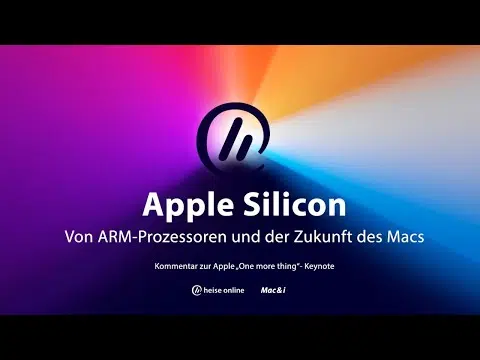 Apple Silicon
Von ARM-Prozessoren und der Zukunft des Macs
Kommentar zur Apple „One more thing“- Keynote
heise online Mac & i